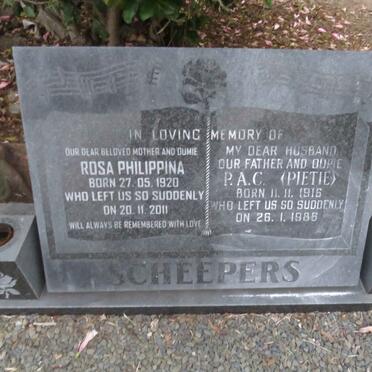 IN LOVING MEMORY OF
OUR DEAR BELOVED MOTHER AND OUMIE
ROSA PHILIPPINA
BORN 27. 05. 1920
WHO LEFT US SO SUDDENLY
ON 20. 11. 2011
WILL ALWAYS BE REMEMBERED WITH LOVE
MY DEAR HUSBAND
OUR FATHER AND OUPIE
P.A.C. (PIETIE)
BORN 11. 11. 1916
WHO LEFT US SO SUDDENLY
ON 26. 1. 1986
SCHEEPERS